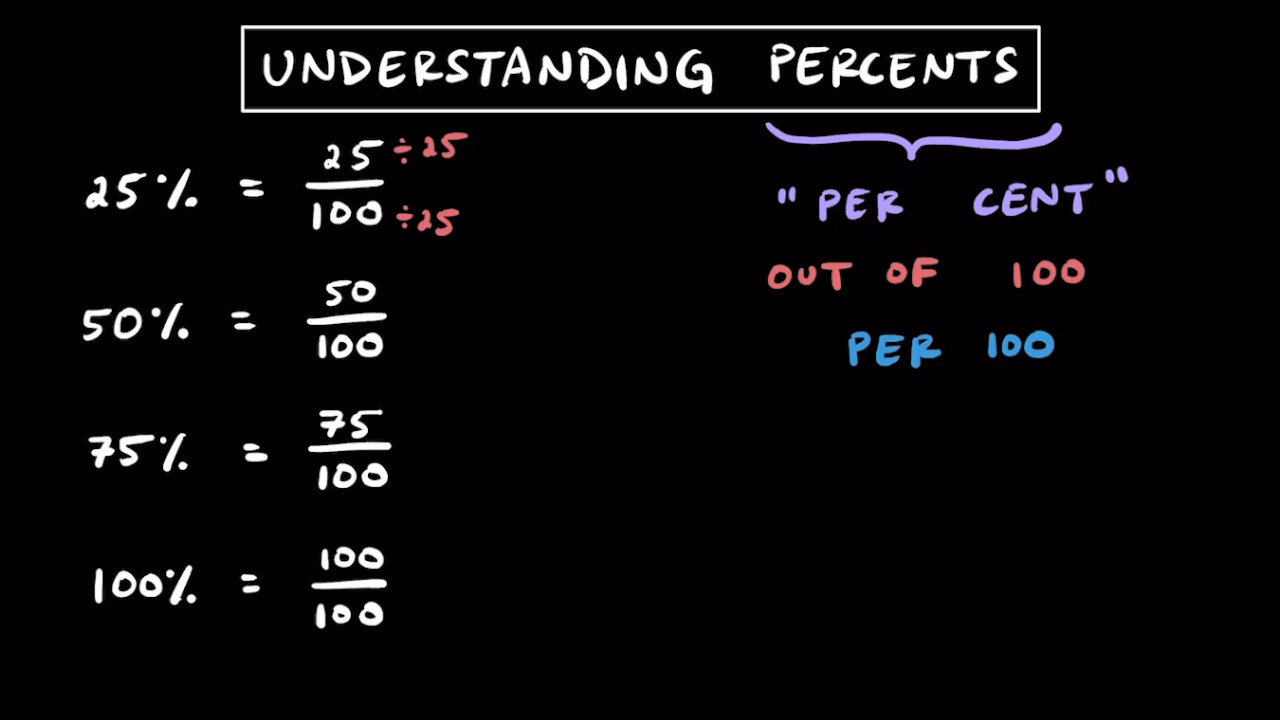 UNDERSTANDING PERCENTS
25% = 25/100 ÷25 ÷25
50% = 50/100
75% = 75/100
100% = 100/100
"PER CENT"
OUT OF 100
PER 100